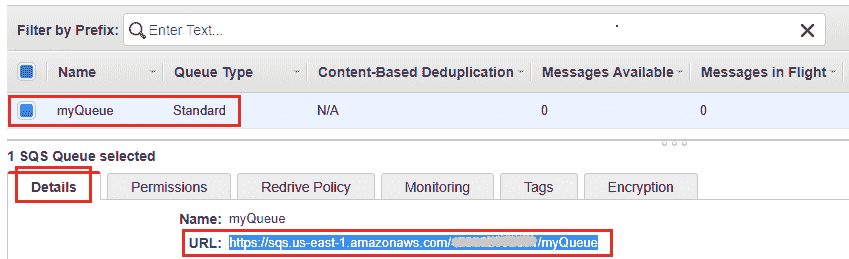 Filter by Prefix: Enter Text...
Name Queue Type Content-Based Deduplication Messages Available Messages in Flight
myQueue Standard N/A 0 0
1 SQS Queue selected
Details Permissions Redrive Policy Monitoring Tags Encryption
Name: myQueue
URL: https://sqs.us-east-1.amazonaws.com/ /myQueue